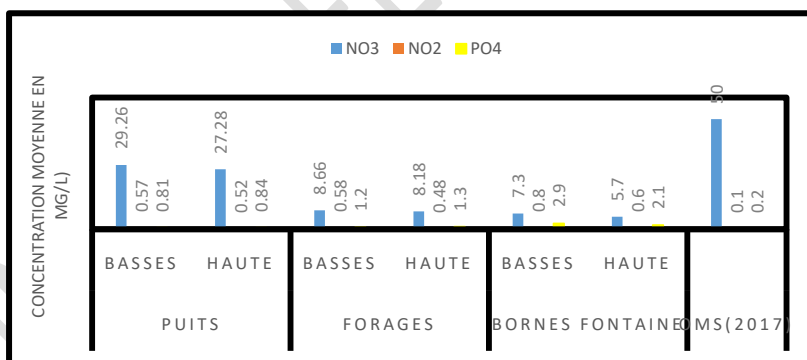 NO3 NO2 PO4
CONCENTRATION MOYENNE EN
MG/L)
29.26 0.57 0.81 27.28 0.52 0.84 8.66 0.58 1.2 8.18 0.48 1.3 7.3 0.8 2.9 5.7 0.6 2.1 50 0.1 0.2
BASSES HAUTE BASSES HAUTE BASSES HAUTE
PUITS FORAGES BORNES FONTAINE OMS(2017)